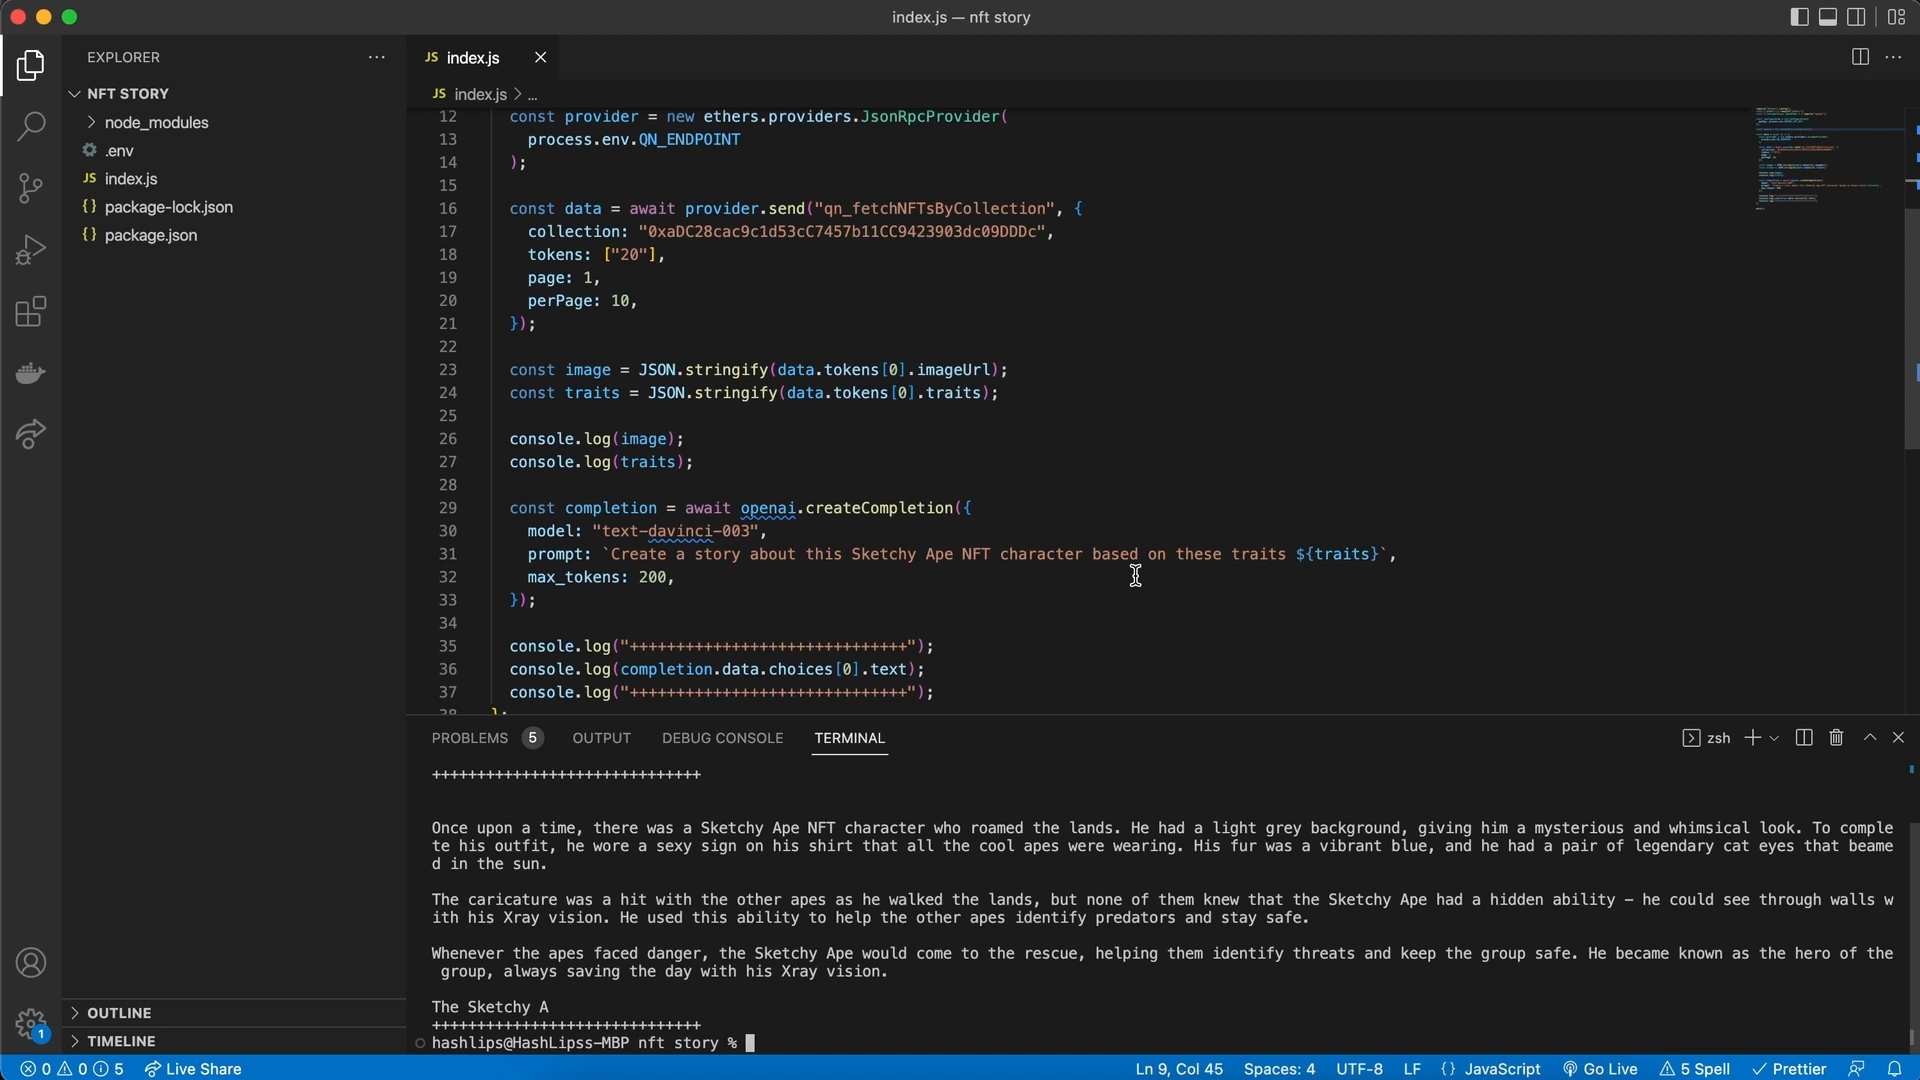 index.js — nft story
EXPLORER
NFT STORY
node_modules
.env
JS index.js
{} package-lock.json
{} package.json
OUTLINE
TIMELINE
JS index.js
JS index.js > ...
12 const provider = new ethers.providers.JsonRpcProvider(
13 process.env.QN_ENDPOINT
14 );
15
16 const data = await provider.send("qn_fetchNFTsByCollection", {
17 collection: "0xaDC28cac9c1d53cC7457b11CC9423903dc09DDDc",
18 tokens: ["20"],
19 page: 1,
20 perPage: 10,
21 });
22
23 const image = JSON.stringify(data.tokens[0].imageUrl);
24 const traits = JSON.stringify(data.tokens[0].traits);
25
26 console.log(image);
27 console.log(traits);
28
29 const completion = await openai.createCompletion({
30 model: "text-davinci-003",
31 prompt: `Create a story about this Sketchy Ape NFT character based on these traits ${traits}`,
32 max_tokens: 200,
33 });
34
35 console.log("++++++++++++++++++++++++++++++");
36 console.log(completion.data.choices[0].text);
37 console.log("++++++++++++++++++++++++++++++");
38 };
PROBLEMS 5 OUTPUT DEBUG CONSOLE TERMINAL
zsh
++++++++++++++++++++++++++++++
Once upon a time, there was a Sketchy Ape NFT character who roamed the lands. He had a light grey background, giving him a mysterious and whimsical look. To comple
te his outfit, he wore a sexy sign on his shirt that all the cool apes were wearing. His fur was a vibrant blue, and he had a pair of legendary cat eyes that beame
d in the sun.
The caricature was a hit with the other apes as he walked the lands, but none of them knew that the Sketchy Ape had a hidden ability – he could see through walls w
ith his Xray vision. He used this ability to help the other apes identify predators and stay safe.
Whenever the apes faced danger, the Sketchy Ape would come to the rescue, helping them identify threats and keep the group safe. He became known as the hero of the
group, always saving the day with his Xray vision.
The Sketchy A
++++++++++++++++++++++++++++++
hashlips@HashLipss-MBP nft story %
1
0 0 5 Live Share
Ln 9, Col 45 Spaces: 4 UTF-8 LF {} JavaScript Go Live 5 Spell Prettier